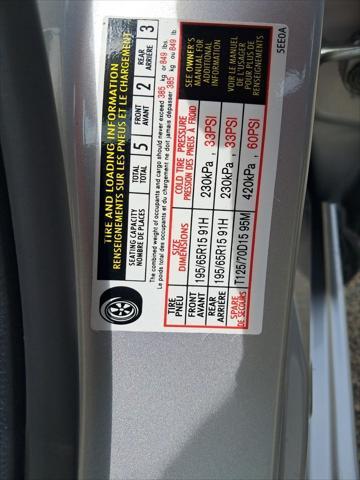 TIRE AND LOADING INFORMATION
RENSEIGNEMENTS SUR LES PNEUS ET LE CHARGEMENT
SEATING CAPACITY TOTAL 5 FRONT 2 REAR 3
NOMBRE DE PLACES TOTAL AVANT ARRIÈRE
The combined weight of occupants and cargo should never exceed 385 kg or 849 lbs.
Le poids total des occupants et du chargement ne doit jamais dépasser 385 kg ou 849 lb.
TIRE SIZE COLD TIRE PRESSURE
PNEU DIMENSIONS PRESSION DES PNEUS À FROID
FRONT AVANT 195/65R15 91H 230kPa, 33PSI
REAR ARRIERE 195/65R15 91H 230kPa, 33PSI
SPARE DE SECOURS T125/70D15 95M 420kPa, 60PSI
SEE OWNER'S
MANUAL FOR
ADDITIONAL
INFORMATION
VOIR LE MANUEL
DE L'USAGER
POUR PLUS DE
RENSEIGNEMENTS
5EE0A